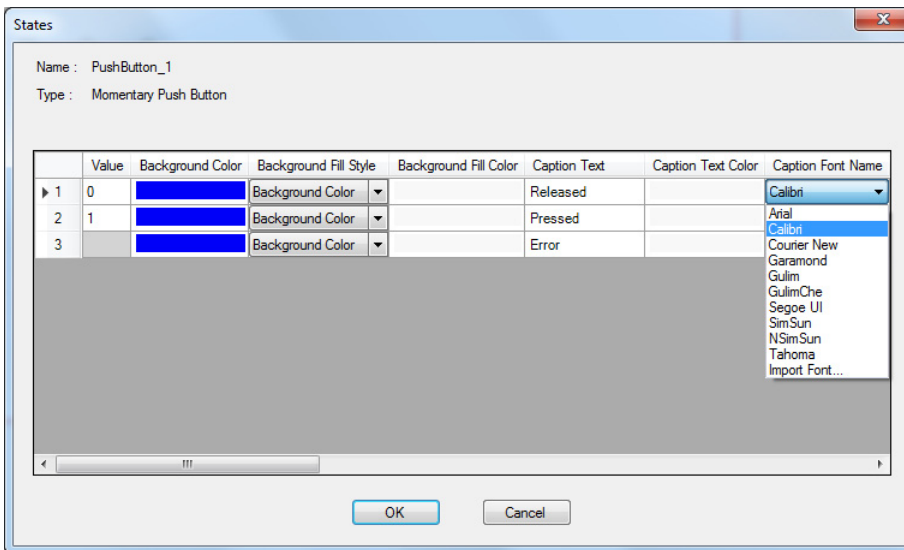 States
Name : PushButton_1
Type : Momentary Push Button
Value Background Color Background Fill Style Background Fill Color Caption Text Caption Text Color Caption Font Name
1 0 Background Color Released Calibri
2 1 Background Color Pressed
3 Background Color Error
Arial
Calibri
Courier New
Garamond
Gulim
GulimChe
Segoe UI
SimSun
NSimSun
Tahoma
Import Font...
OK Cancel